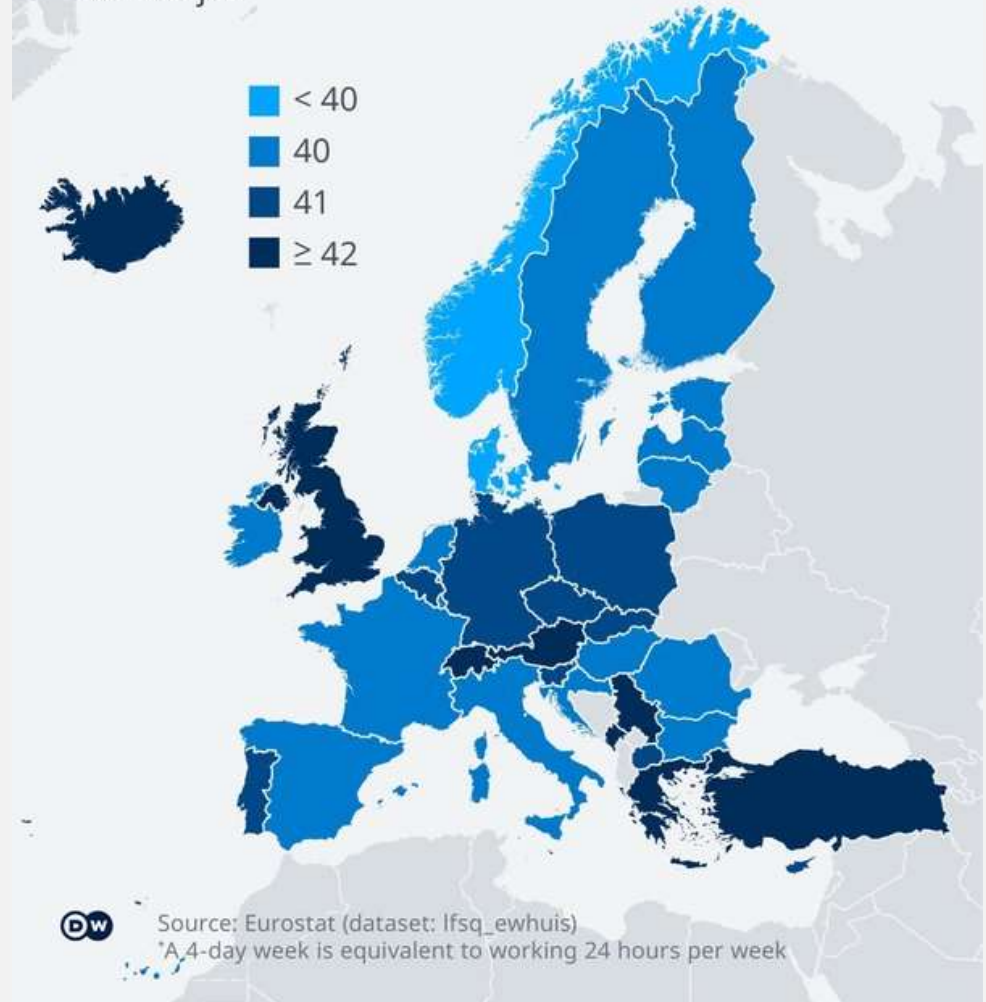 < 40
40
41
≥ 42
DW
Source: Eurostat (dataset: lfsq_ewhuis)
*A 4-day week is equivalent to working 24 hours per week